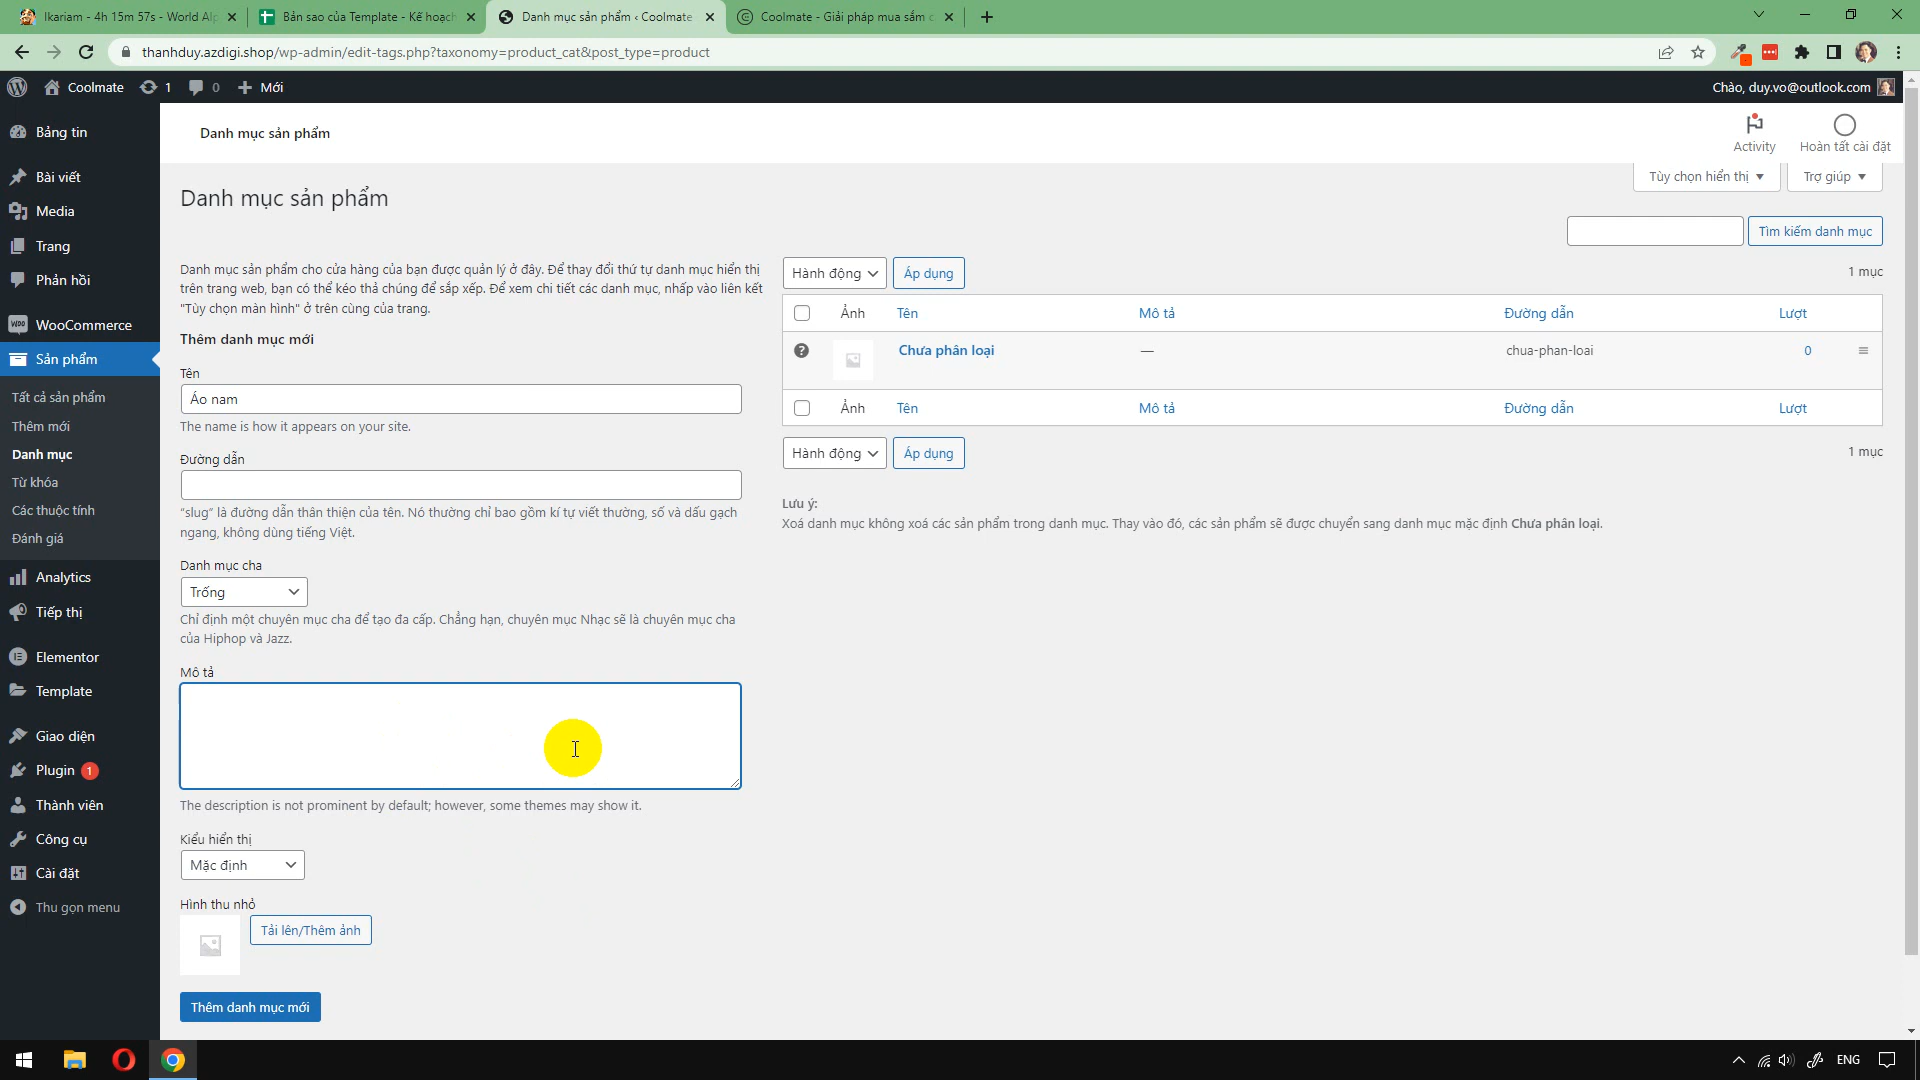 Ikariam - 4h 15m 57s - World Alp
Bản sao của Template - Kế hoạch
Danh mục sản phẩm ‹ Coolmate
Coolmate - Giải pháp mua sắm c
thanhduy.azdigi.shop/wp-admin/edit-tags.php?taxonomy=product_cat&post_type=product
Coolmate
1
0
Mới
Chào, duy.vo@outlook.com
Bảng tin
Bài viết
Media
Trang
Phản hồi
WooCommerce
Sản phẩm
Tất cả sản phẩm
Thêm mới
Danh mục
Từ khóa
Các thuộc tính
Đánh giá
Analytics
Tiếp thị
Elementor
Template
Giao diện
Plugin 1
Thành viên
Công cụ
Cài đặt
Thu gọn menu
Danh mục sản phẩm
Activity
Hoàn tất cài đặt
Tùy chọn hiển thị
Trợ giúp
Danh mục sản phẩm
Tìm kiếm danh mục
Danh mục sản phẩm cho cửa hàng của bạn được quản lý ở đây. Để thay đổi thứ tự danh mục hiển thị
trên trang web, bạn có thể kéo thả chúng để sắp xếp. Để xem chi tiết các danh mục, nhấp vào liên kết
"Tùy chọn màn hình" ở trên cùng của trang.
Thêm danh mục mới
Tên
Áo nam
The name is how it appears on your site.
Đường dẫn
“slug” là đường dẫn thân thiện của tên. Nó thường chỉ bao gồm kí tự viết thường, số và dấu gạch
ngang, không dùng tiếng Việt.
Danh mục cha
Trống
Chỉ định một chuyên mục cha để tạo đa cấp. Chẳng hạn, chuyên mục Nhạc sẽ là chuyên mục cha
của Hiphop và Jazz.
Mô tả
The description is not prominent by default; however, some themes may show it.
Kiểu hiển thị
Mặc định
Hình thu nhỏ
Tải lên/Thêm ảnh
Thêm danh mục mới
Hành động
Áp dụng
1 mục
Ảnh
Tên
Mô tả
Đường dẫn
Lượt
Chưa phân loại
—
chua-phan-loai
0
Ảnh
Tên
Mô tả
Đường dẫn
Lượt
Hành động
Áp dụng
1 mục
Lưu ý:
Xoá danh mục không xoá các sản phẩm trong danh mục. Thay vào đó, các sản phẩm sẽ được chuyển sang danh mục mặc định Chưa phân loại.
ENG